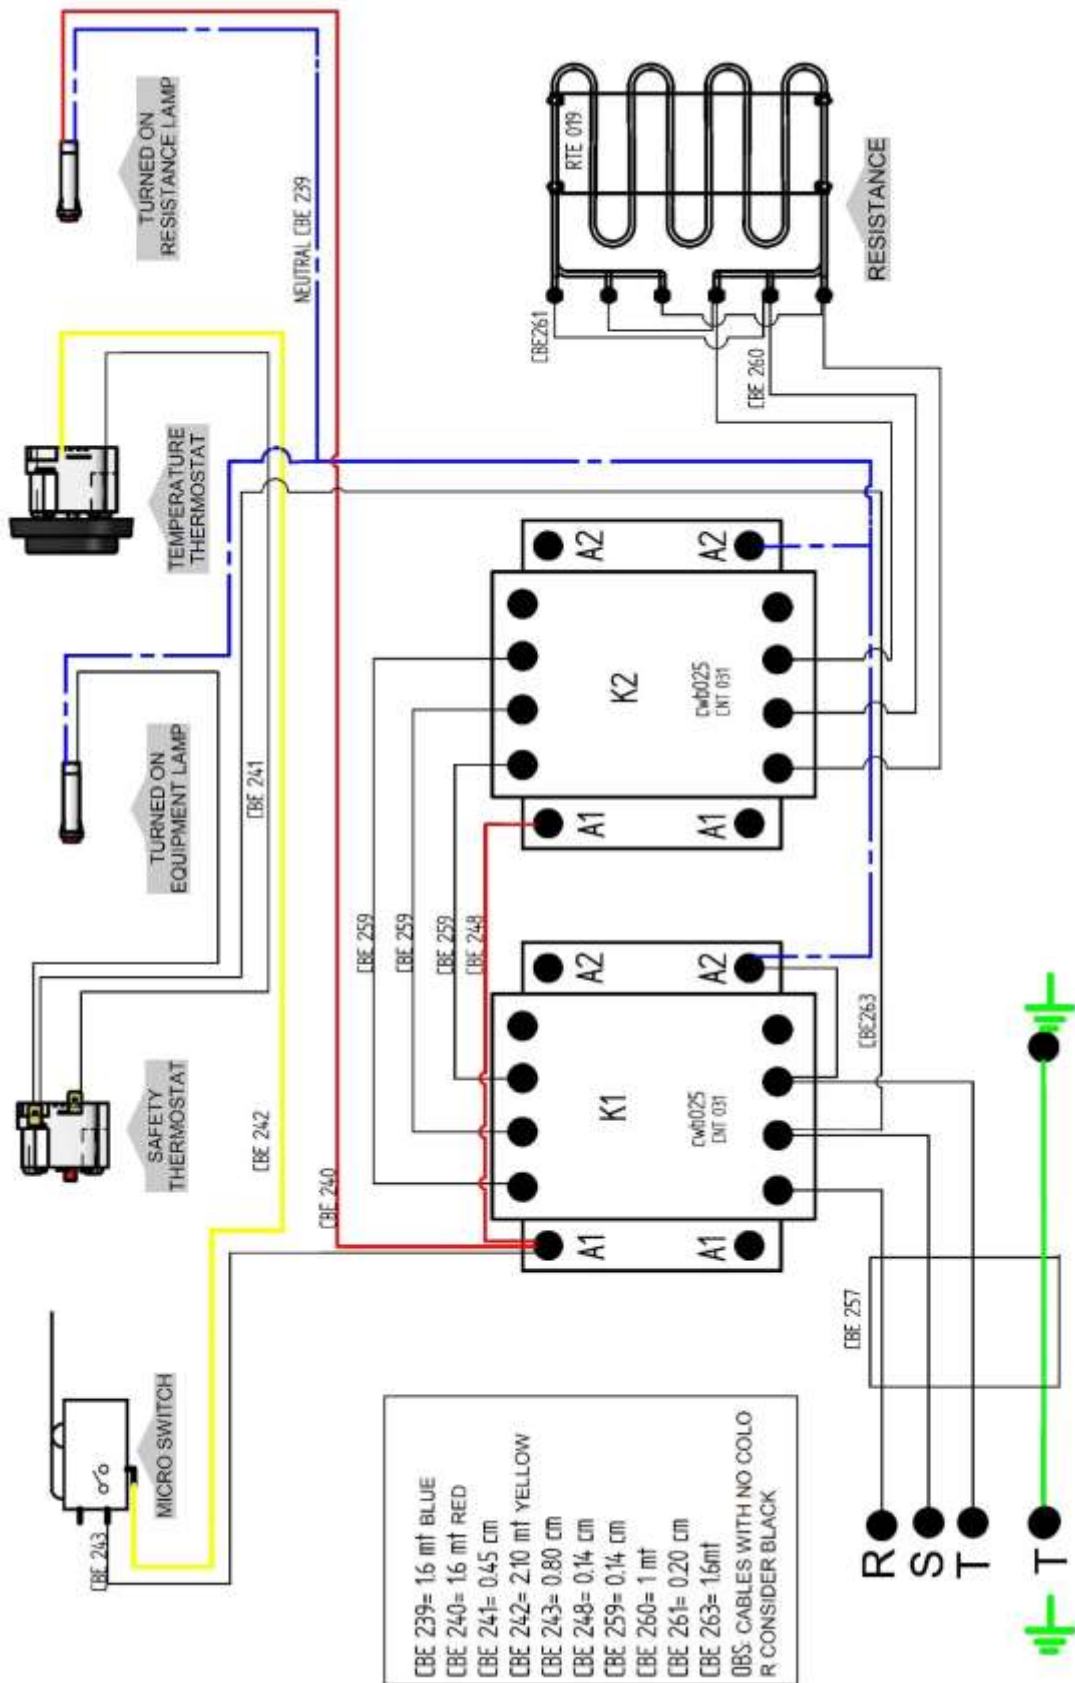 TURNED ON
RESISTANCE LAMP
NEUTRAL CBE 239
RTE 019
RESISTANCE
CBE261
CBE 260
TEMPERATURE
THERMOSTAT
TURNED ON
EQUIPMENT LAMP
CBE 241
SAFETY
THERMOSTAT
CBE 242
MICRO SWITCH
CBE 243
CBE 240
CBE 259
CBE 259
CBE 259
CBE 248
A2
A2
K2
cwb025
CNT 031
A1
A1
A2
A2
K1
cwb025
CNT 031
A1
A1
CBE263
CBE 257
R
S
T
T
CBE 239= 1.6 mt BLUE
CBE 240= 1.6 mt RED
CBE 241= 0.45 cm
CBE 242= 2.10 mt YELLOW
CBE 243= 0.80 cm
CBE 248= 0.14 cm
CBE 259= 0.14 cm
CBE 260= 1 mt
CBE 261= 0.20 cm
CBE 263= 1.6mt
OBS: CABLES WITH NO COLO
R CONSIDER BLACK